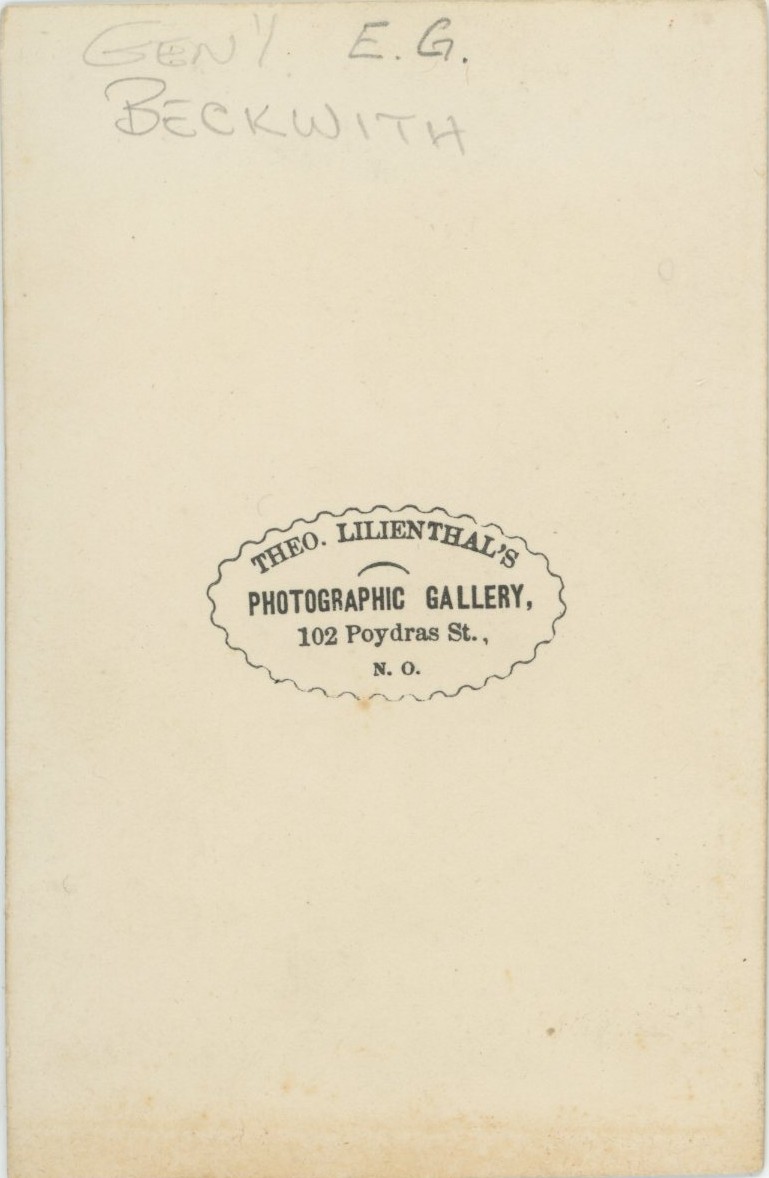 GEN'l. E. G.
BECKWITH
THEO. LILIENTHAL'S
PHOTOGRAPHIC GALLERY,
102 Poydras St.,
N. O.